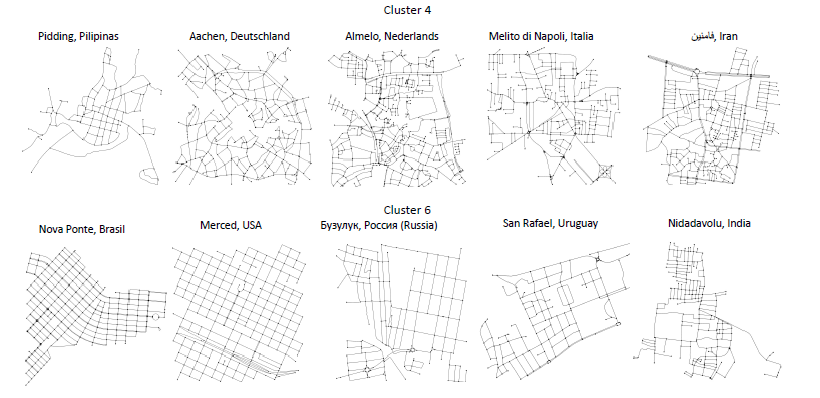 Cluster 4
Pidding, Pilipinas
Aachen, Deutschland
Almelo, Nederlands
Melito di Napoli, Italia
فامنین, Iran
Cluster 6
Nova Ponte, Brasil
Merced, USA
Бузулук, Россия (Russia)
San Rafael, Uruguay
Nidadavolu, India